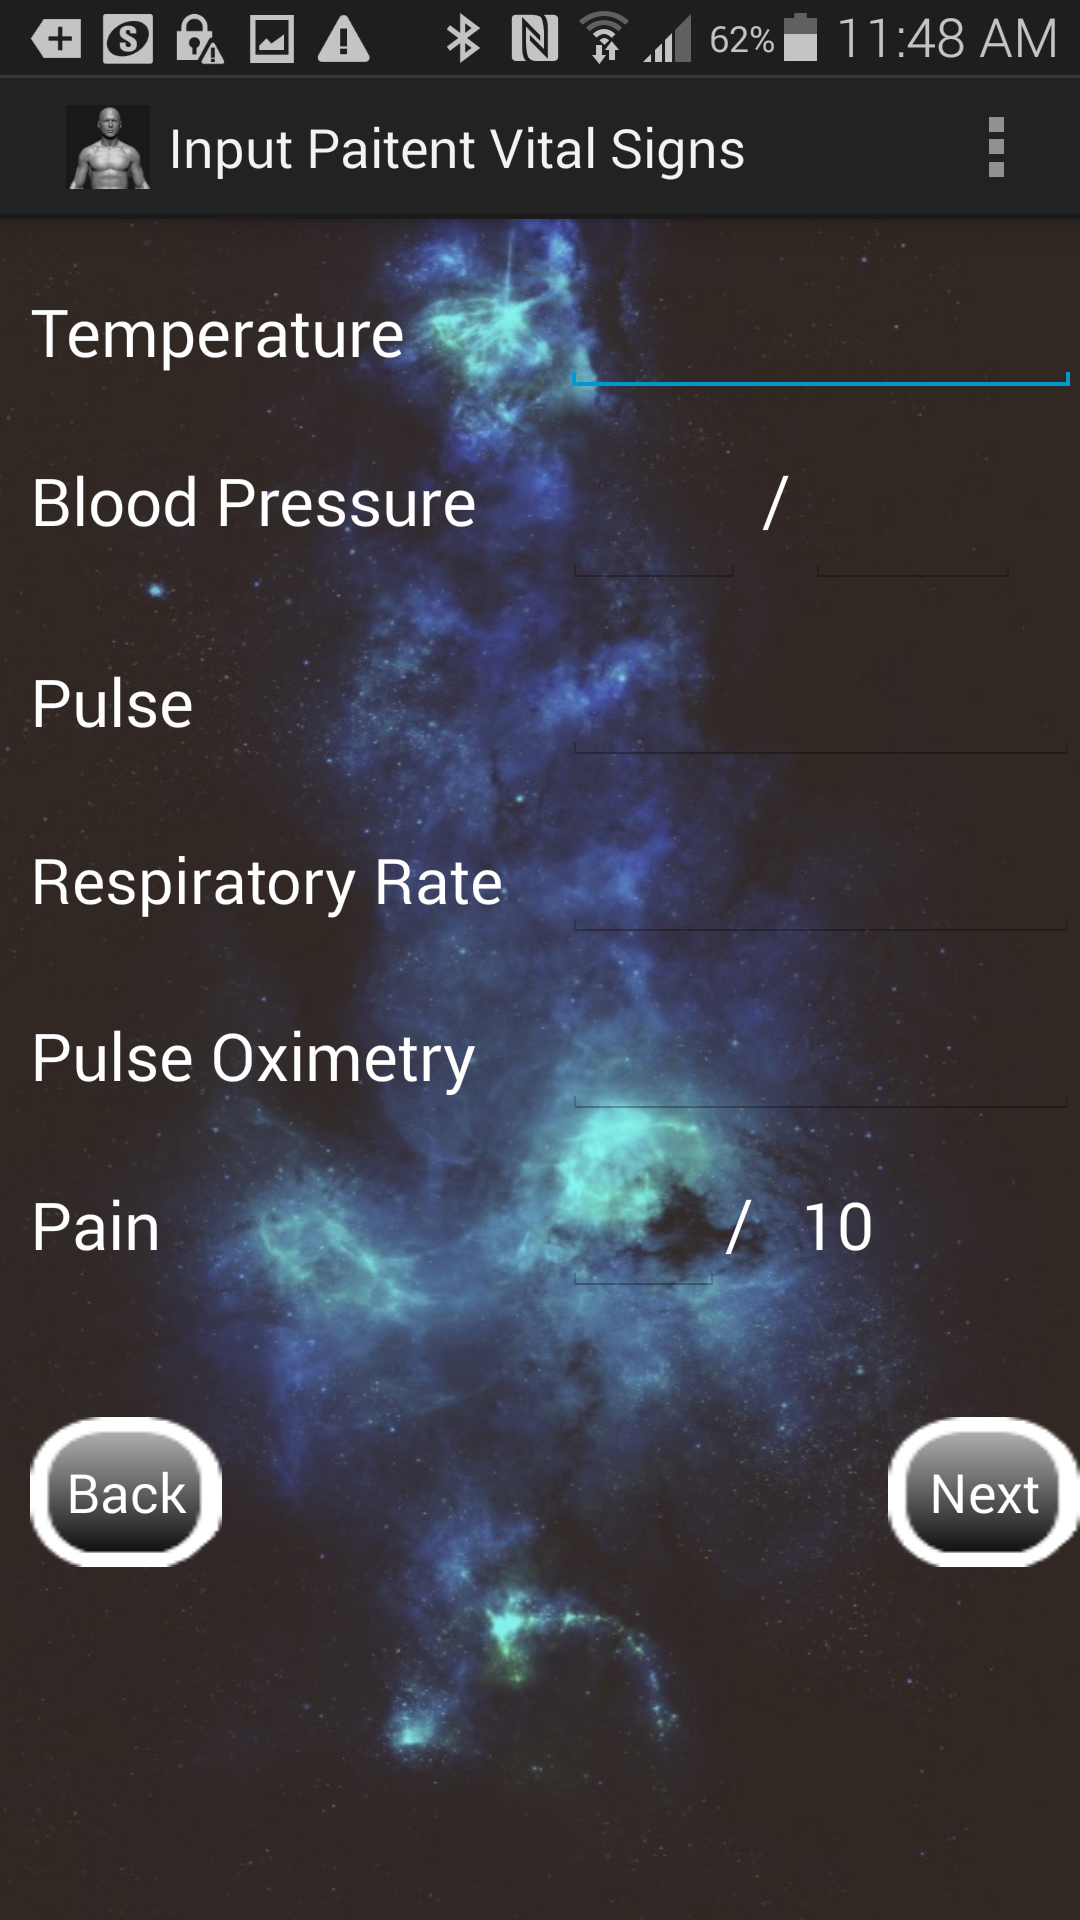 62% 11:48 AM
Input Paitent Vital Signs
Temperature
Blood Pressure /
Pulse
Respiratory Rate
Pulse Oximetry
Pain / 10
Back Next